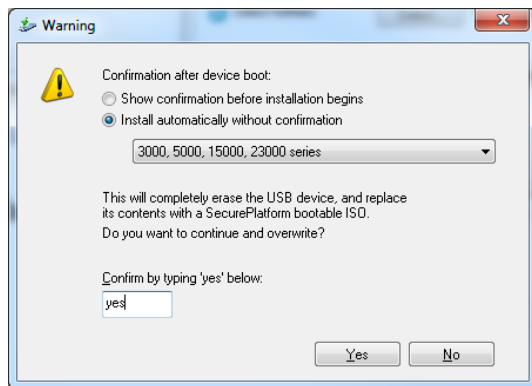 Warning
Confirmation after device boot:
Show confirmation before installation begins
Install automatically without confirmation
3000, 5000, 15000, 23000 series
This will completely erase the USB device, and replace
its contents with a SecurePlatform bootable ISO.
Do you want to continue and overwrite?
Confirm by typing 'yes' below:
yes
Yes No